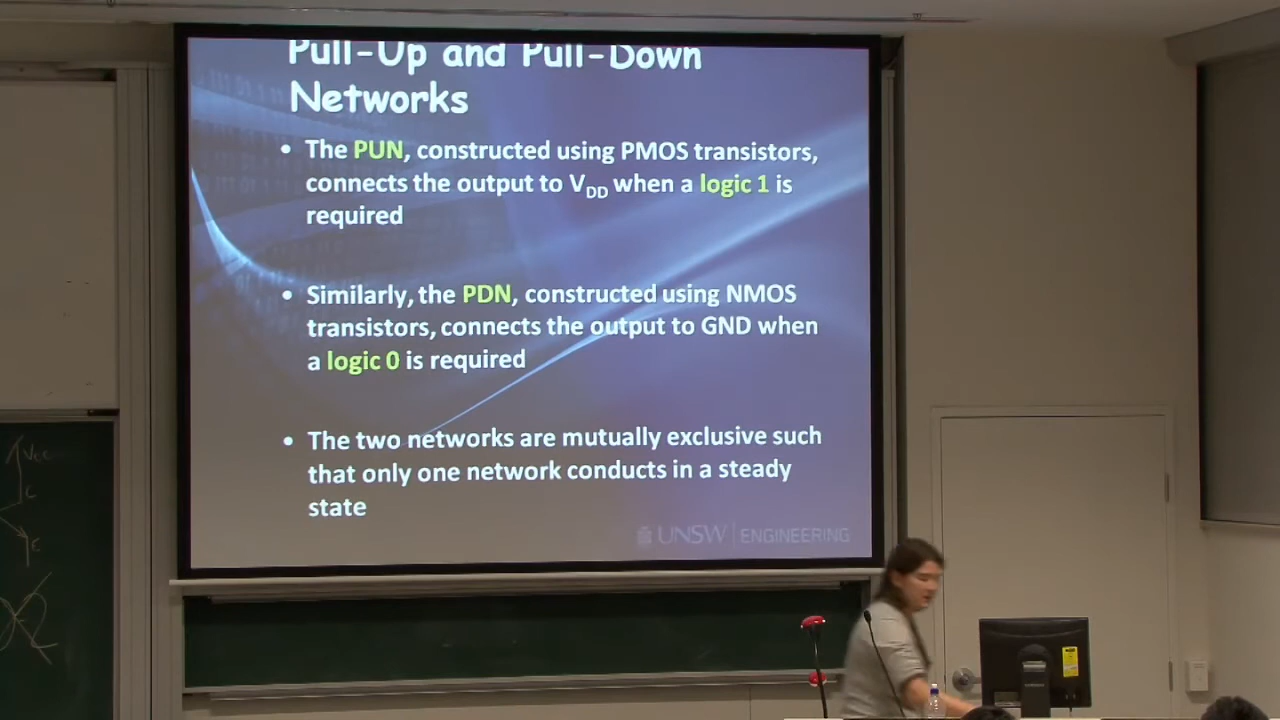 Pull-Up and Pull-Down
Networks
• The PUN, constructed using PMOS transistors,
connects the output to VDD when a logic 1 is
required
• Similarly, the PDN, constructed using NMOS
transistors, connects the output to GND when
a logic 0 is required
• The two networks are mutually exclusive such
that only one network conducts in a steady
state
UNSW | ENGINEERING
Vcc
C
E